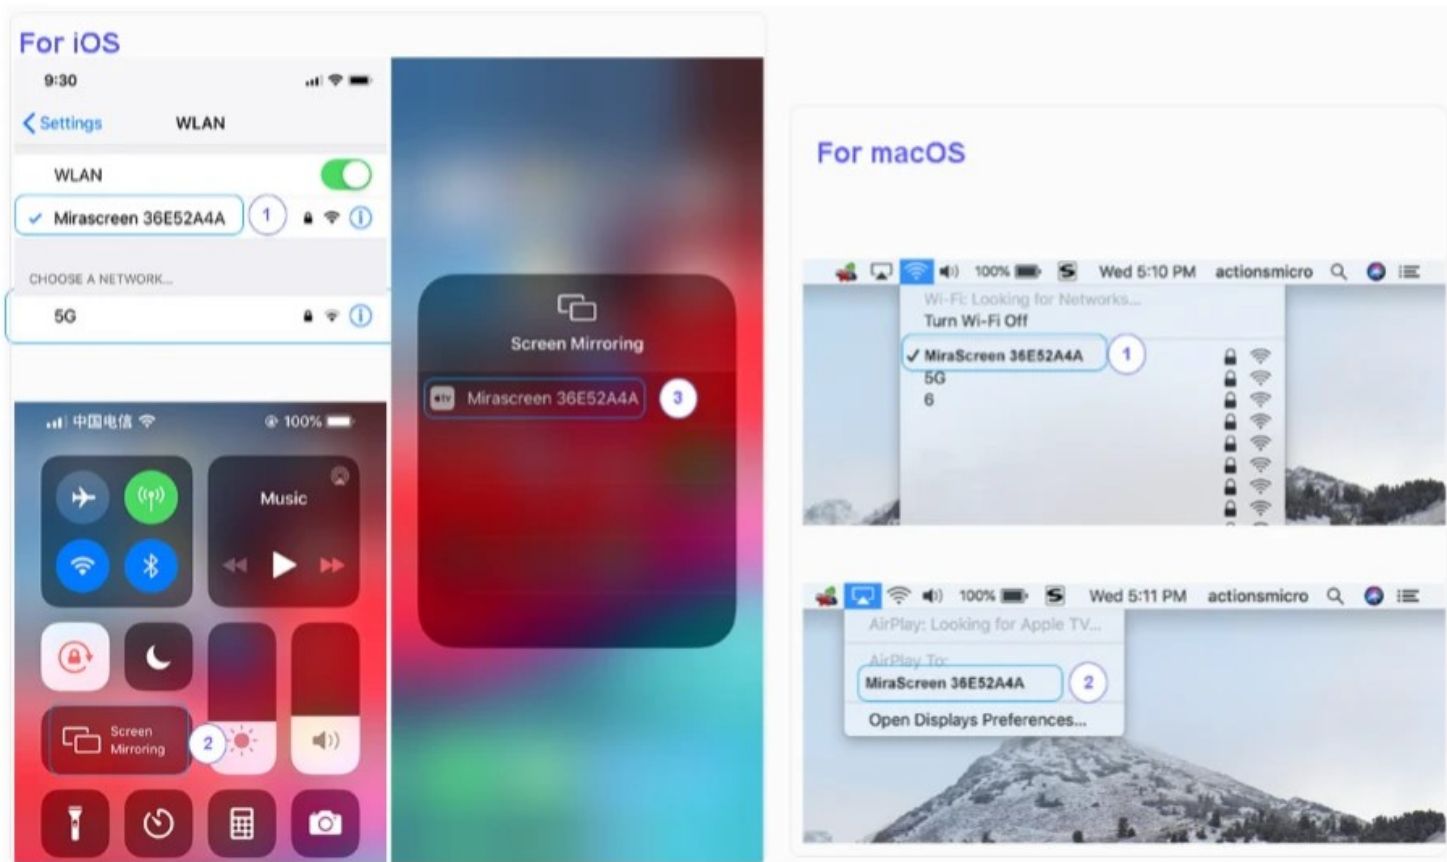 For iOS
9:30
Settings WLAN
WLAN
Mirascreen 36E52A4A 1
CHOOSE A NETWORK...
5G
中国电信 100%
Music
Screen
Mirroring 2
Screen Mirroring
tv Mirascreen 36E52A4A 3
For macOS
100% S Wed 5:10 PM actionsmicro
Wi-Fi: Looking for Networks...
Turn Wi-Fi Off
✓ MiraScreen 36E52A4A 1
5G
6
100% S Wed 5:11 PM actionsmicro
AirPlay: Looking for Apple TV...
AirPlay To:
MiraScreen 36E52A4A 2
Open Displays Preferences...